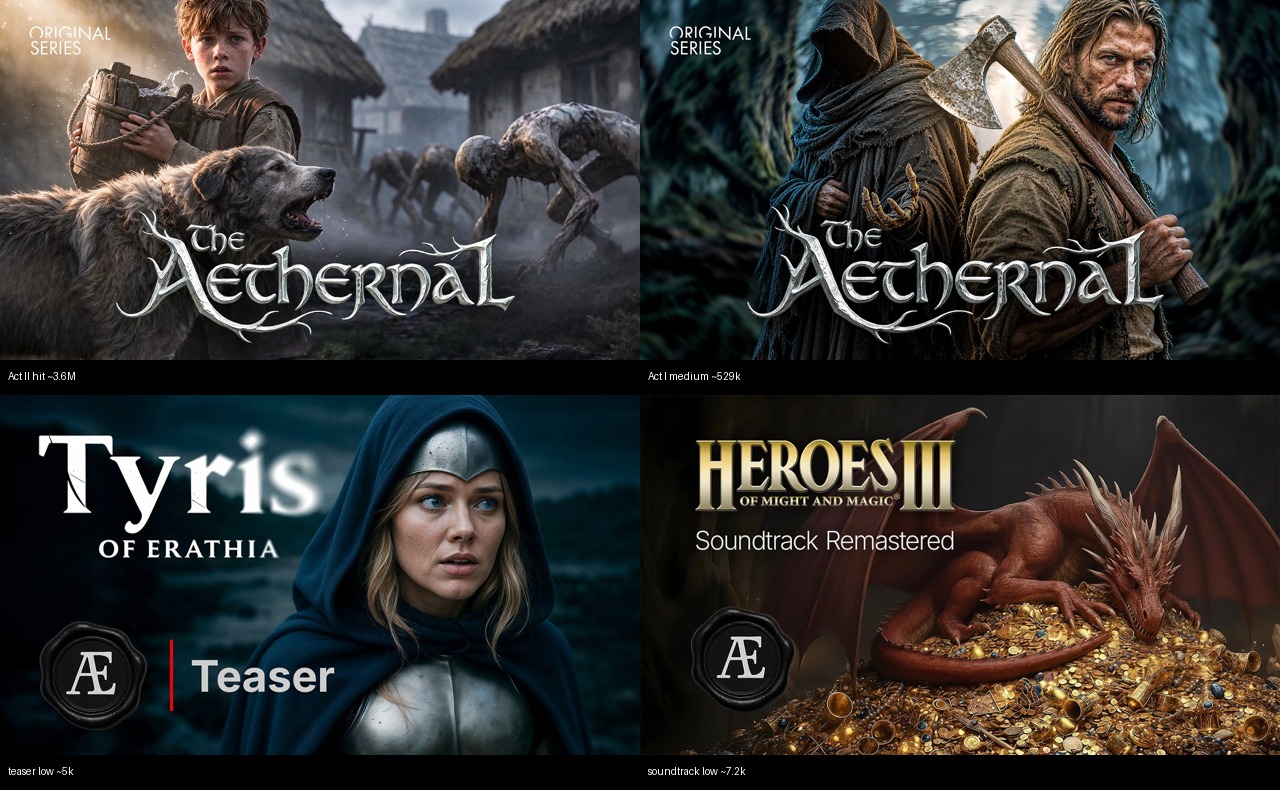 ORIGINAL
SERIES
The
Aethernal
Act II hit ~3.6M
ORIGINAL
SERIES
The
Aethernal
Act I medium ~529k
Tyris
OF ERATHIA
Æ
Teaser
teaser low ~5k
HEROES III
OF MIGHT AND MAGIC®
Soundtrack Remastered
Æ
soundtrack low ~7.2k